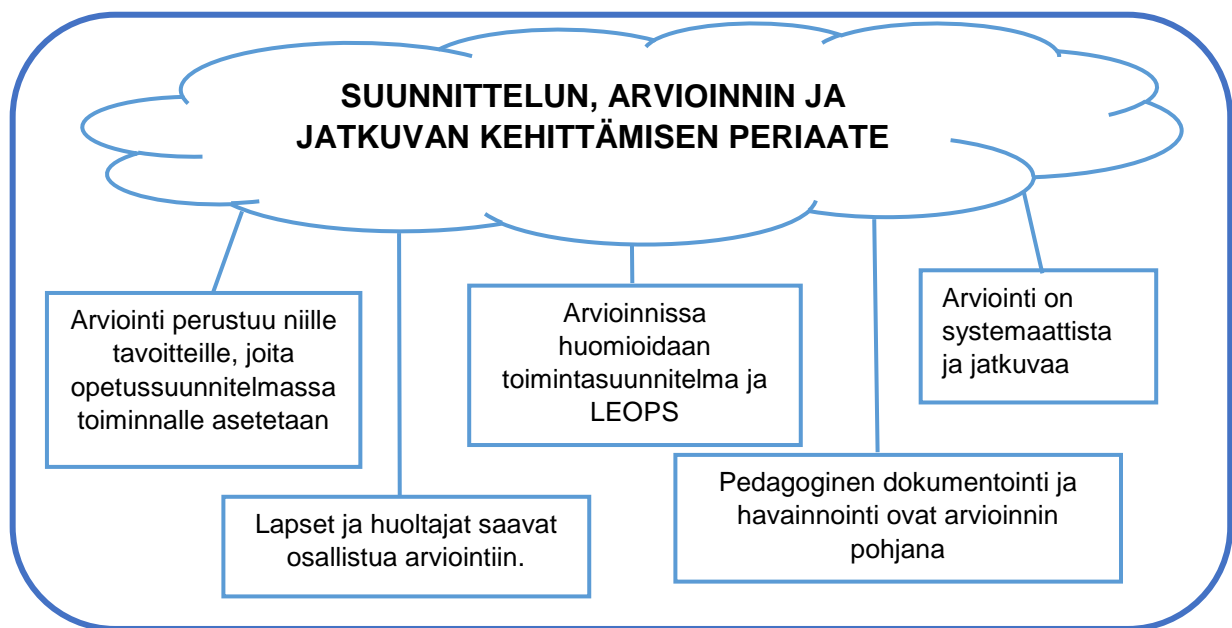 SUUNNITTELUN, ARVIOINNIN JA
JATKUVAN KEHITTÄMISEN PERIAATE
Arviointi perustuu niille
tavoitteille, joita
opetussuunnitelmassa
toiminnalle asetetaan
Lapset ja huoltajat saavat
osallistua arviointiin.
Arvioinnissa
huomioidaan
toimintasuunnitelma ja
LEOPS
Pedagoginen dokumentointi ja
havainnointi ovat arvioinnin
pohjana
Arviointi on
systemaattista
ja jatkuvaa